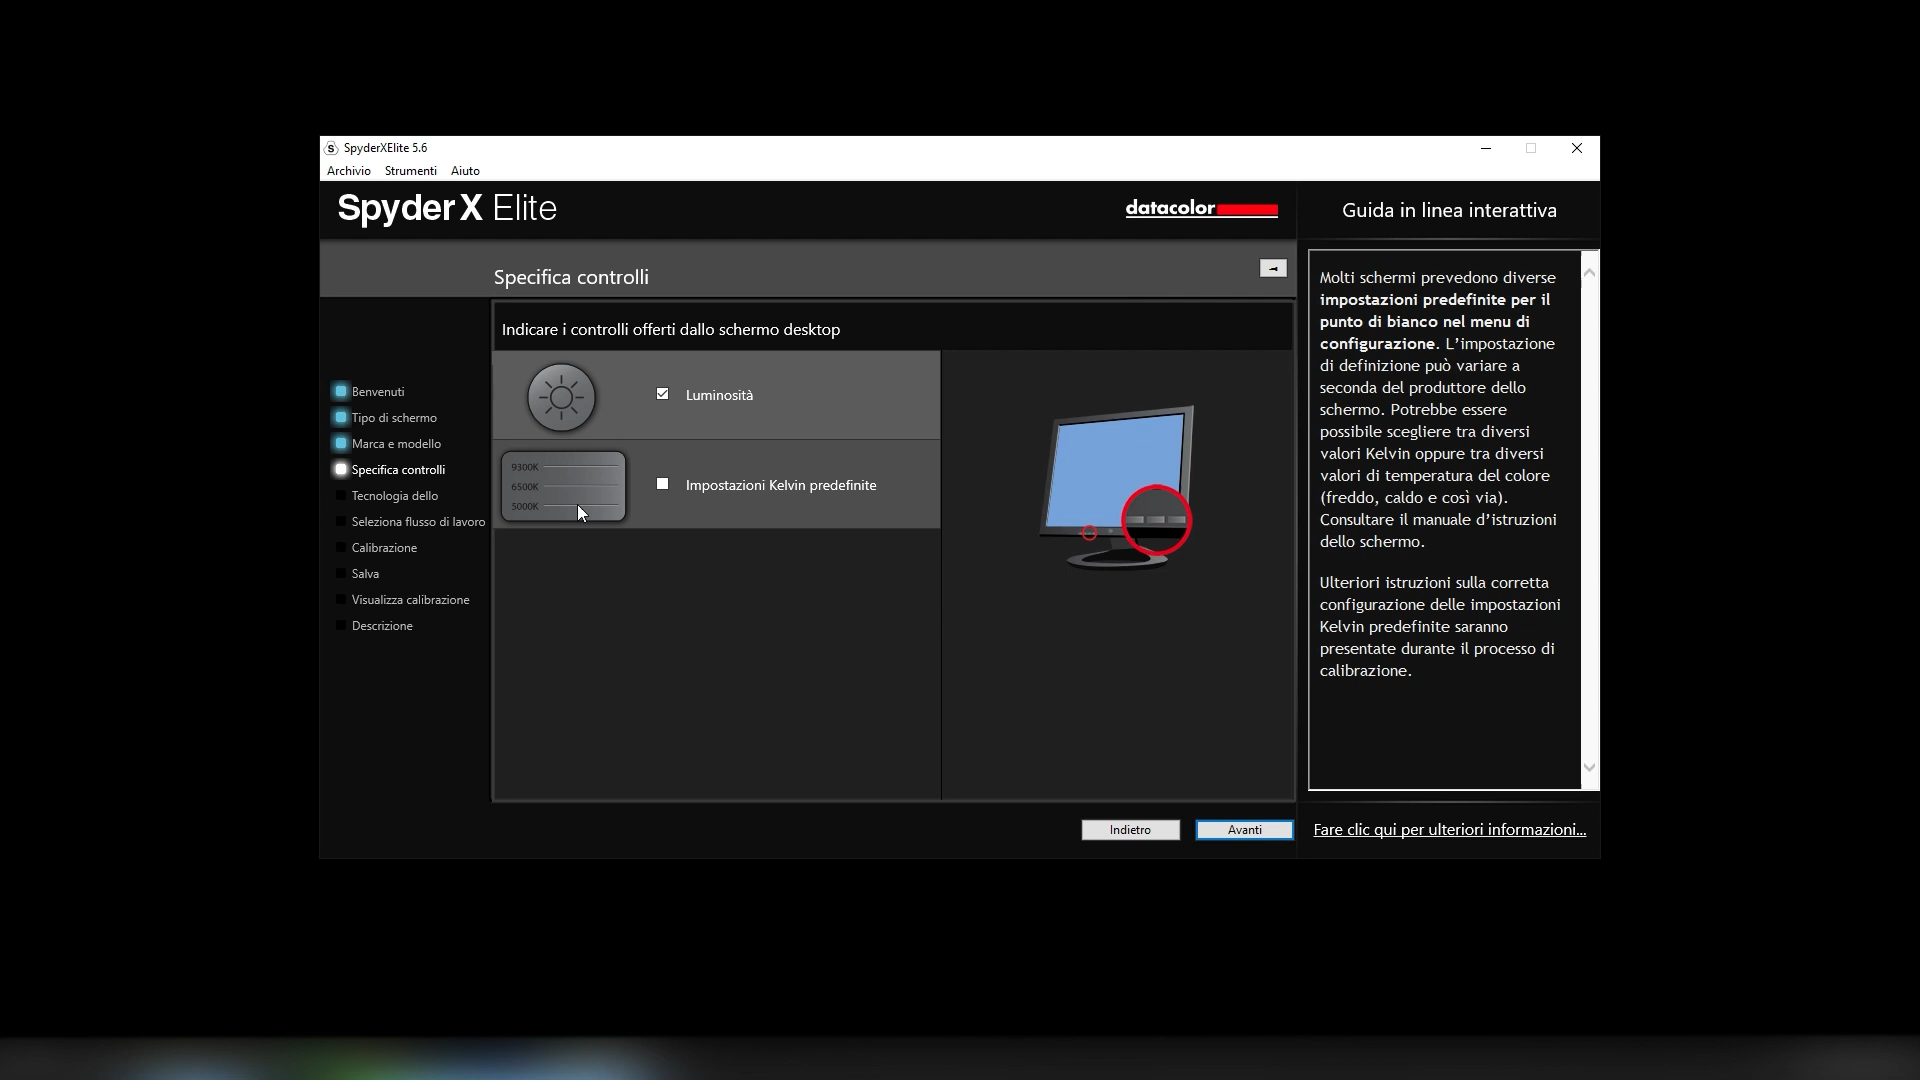 SpyderXElite 5.6
Archivio Strumenti Aiuto
SpyderX Elite
datacolor
Guida in linea interattiva
Specifica controlli
Indicare i controlli offerti dallo schermo desktop
Luminosità
9300K
6500K
5000K
Impostazioni Kelvin predefinite
Benvenuti
Tipo di schermo
Marca e modello
Specifica controlli
Tecnologia dello
Seleziona flusso di lavoro
Calibrazione
Salva
Visualizza calibrazione
Descrizione
Molti schermi prevedono diverse
impostazioni predefinite per il
punto di bianco nel menu di
configurazione. L'impostazione
di definizione può variare a
seconda del produttore dello
schermo. Potrebbe essere
possibile scegliere tra diversi
valori Kelvin oppure tra diversi
valori di temperatura del colore
(freddo, caldo e così via).
Consultare il manuale d'istruzioni
dello schermo.
Ulteriori istruzioni sulla corretta
configurazione delle impostazioni
Kelvin predefinite saranno
presentate durante il processo di
calibrazione.
Indietro
Avanti
Fare clic qui per ulteriori informazioni...